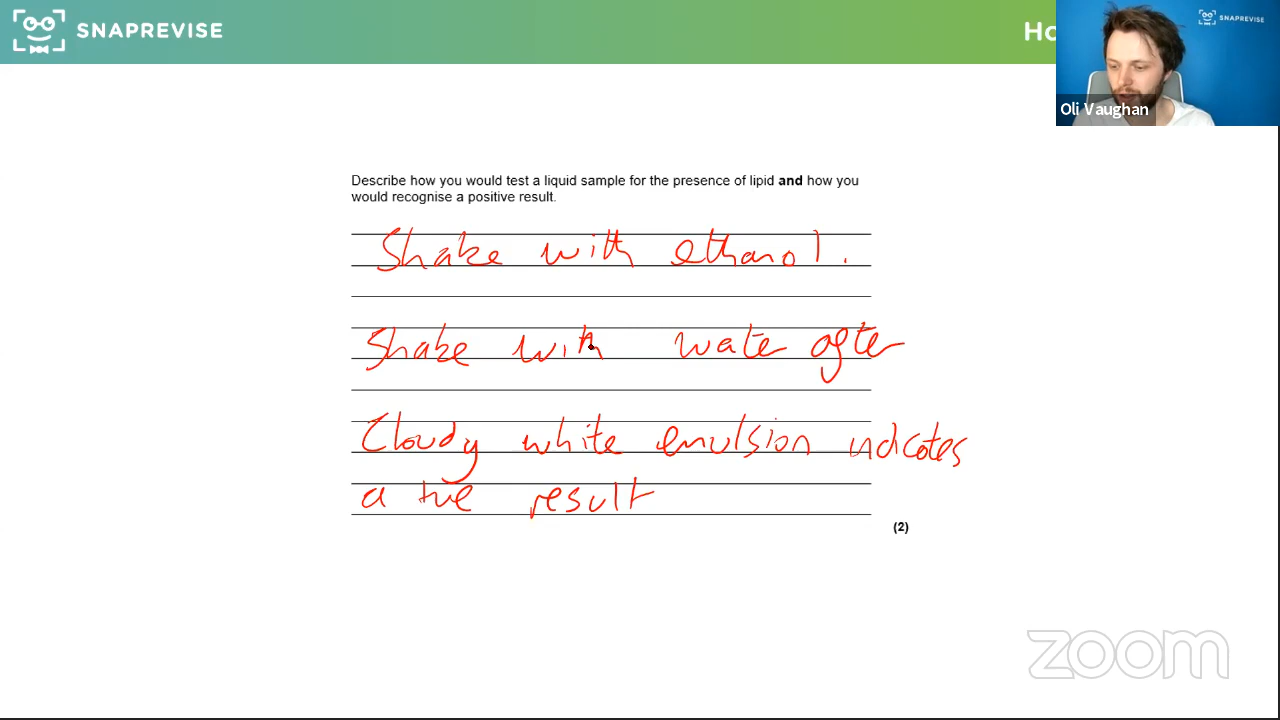 SNAPREVISE
Ho
SNAPREVISE
Oli Vaughan
Describe how you would test a liquid sample for the presence of lipid and how you
would recognise a positive result.
Shake with ethanol.
Shake with water after
Cloudy white emulsion indicates
a +ve result
(2)
zoom